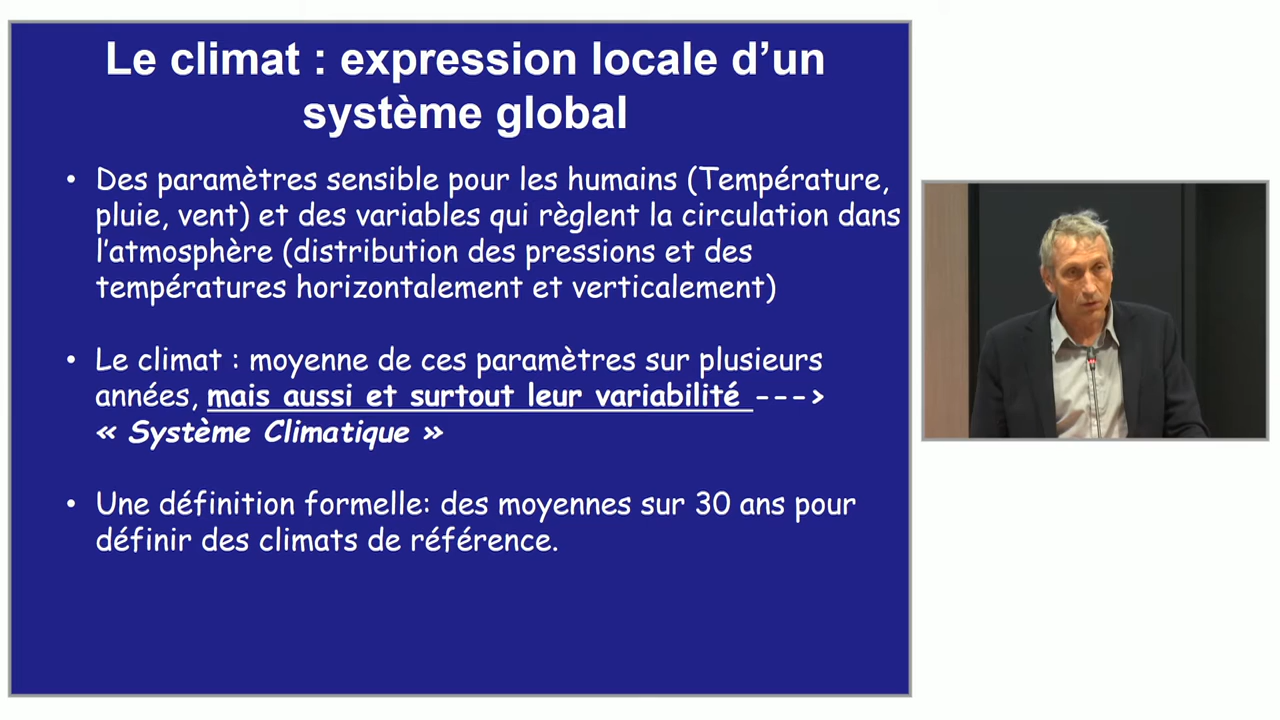 Le climat : expression locale d’un
système global
• Des paramètres sensible pour les humains (Température,
pluie, vent) et des variables qui règlent la circulation dans
l’atmosphère (distribution des pressions et des
températures horizontalement et verticalement)
• Le climat : moyenne de ces paramètres sur plusieurs
années, mais aussi et surtout leur variabilité --->
« Système Climatique »
• Une définition formelle: des moyennes sur 30 ans pour
définir des climats de référence.